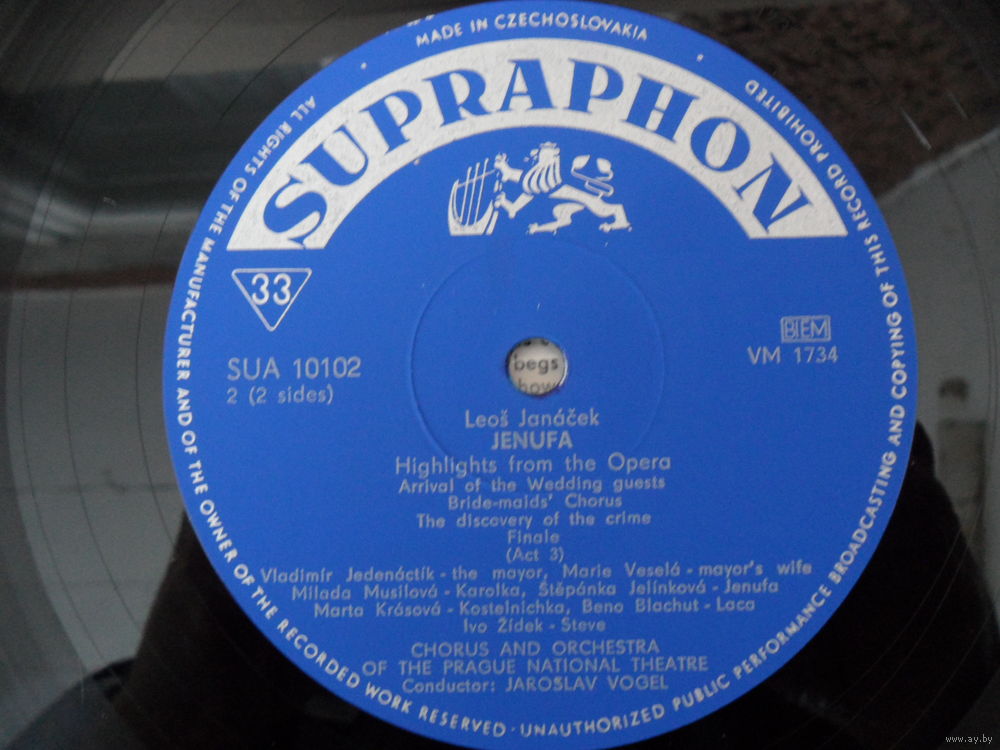 MADE IN CZECHOSLOVAKIA
ALL RIGHTS OF THE MANUFACTURER AND OF THE OWNER OF THE RECORDED WORK RESERVED · UNAUTHORIZED PUBLIC PERFORMANCE BROADCASTING AND COPYING OF THIS RECORD PROHIBITED
SUPRAPHON
33
BIEM
SUA 10102
VM 1734
2 (2 sides)
begs
how
Leoš Janáček
JENUFA
Highlights from the Opera
Arrival of the Wedding guests
Bride-maids' Chorus
The discovery of the crime
Finale
(Act 3)
Vladimír Jedenáctík - the mayor, Marie Veselá - mayor's wife
Milada Musilová - Karolka, Štěpánka Jelínková - Jenufa
Marta Krásová - Kostelnichka, Beno Blachut - Laca
Ivo Žídek - Steve
CHORUS AND ORCHESTRA
OF THE PRAGUE NATIONAL THEATRE
Conductor: JAROSLAV VOGEL
www.ay.by